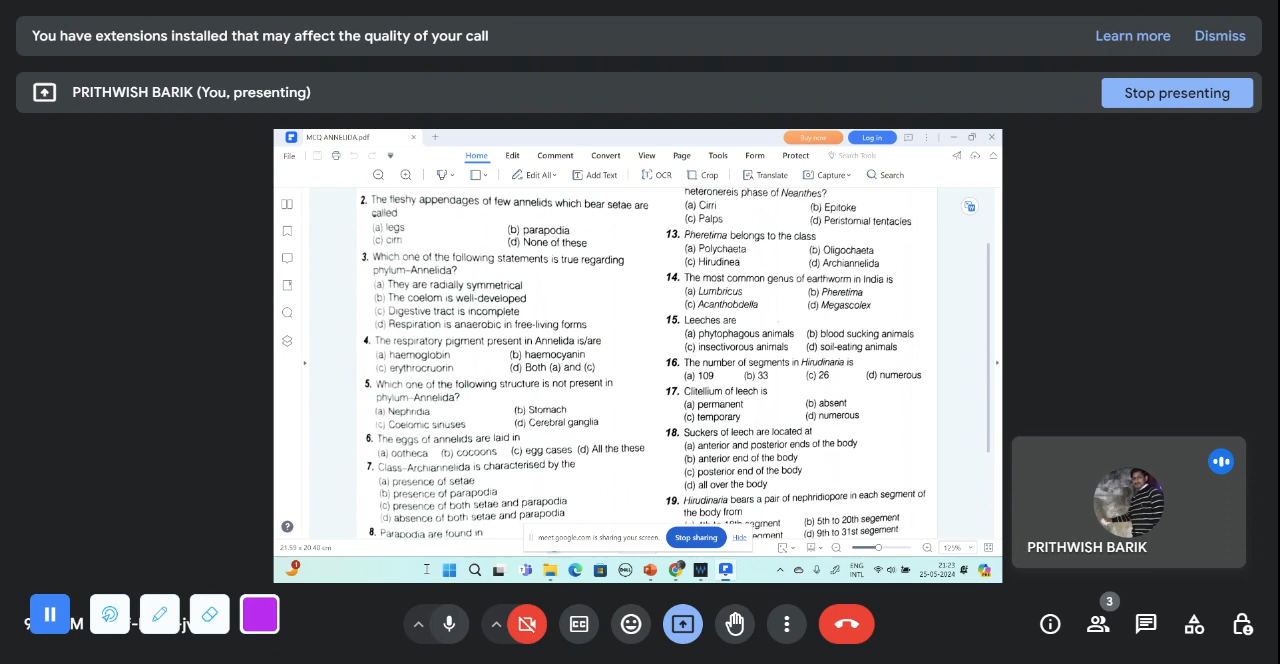 You have extensions installed that may affect the quality of your call
Learn more
Dismiss
PRITHWISH BARIK (You, presenting)
Stop presenting
MCQ ANNELIDA.pdf
Buy now
Log in
File
Home
Edit
Comment
Convert
View
Page
Tools
Form
Protect
Search Tools
Edit All
Add Text
OCR
Crop
Translate
Capture
Search
2. The fleshy appendages of few annelids which bear setae are
called
(a) legs (b) parapodia
(c) cirri (d) None of these
3. Which one of the following statements is true regarding
phylum–Annelida?
(a) They are radially symmetrical
(b) The coelom is well-developed
(c) Digestive tract is incomplete
(d) Respiration is anaerobic in free-living forms
4. The respiratory pigment present in Annelida is/are
(a) haemoglobin (b) haemocyanin
(c) erythrocruorin (d) Both (a) and (c)
5. Which one of the following structure is not present in
phylum–Annelida?
(a) Nephridia (b) Stomach
(c) Coelomic sinuses (d) Cerebral ganglia
6. The eggs of annelids are laid in
(a) ootheca (b) cocoons (c) egg cases (d) All the these
7. Class–Archiannelida is characterised by the
(a) presence of setae
(b) presence of parapodia
(c) presence of both setae and parapodia
(d) absence of both setae and parapodia
8. Parapodia are found in
heteronereis phase of Neanthes?
(a) Cirri (b) Epitoke
(c) Palps (d) Peristomial tentacles
13. Pheretima belongs to the class
(a) Polychaeta (b) Oligochaeta
(c) Hirudinea (d) Archiannelida
14. The most common genus of earthworm in India is
(a) Lumbricus (b) Pheretima
(c) Acanthobdella (d) Megascolex
15. Leeches are
(a) phytophagous animals (b) blood sucking animals
(c) insectivorous animals (d) soil-eating animals
16. The number of segments in Hirudinaria is
(a) 109 (b) 33 (c) 26 (d) numerous
17. Clitellum of leech is
(a) permanent (b) absent
(c) temporary (d) numerous
18. Suckers of leech are located at
(a) anterior and posterior ends of the body
(b) anterior end of the body
(c) posterior end of the body
(d) all over the body
19. Hirudinaria bears a pair of nephridiopore in each segment of
the body from
segment (b) 5th to 20th segement
(d) 9th to 31st segement
meet.google.com is sharing your screen.
Stop sharing
Hide
21.55 x 20.40 cm
125%
ENG
INTL
21:23
25-05-2024
PRITHWISH BARIK
3